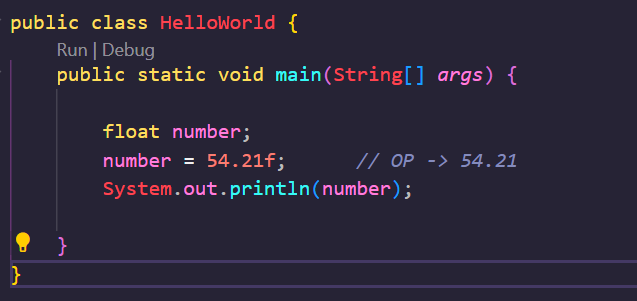 public class HelloWorld {
Run | Debug
public static void main(String[] args) {
float number;
number = 54.21f; // OP -> 54.21
System.out.println(number);
}
}